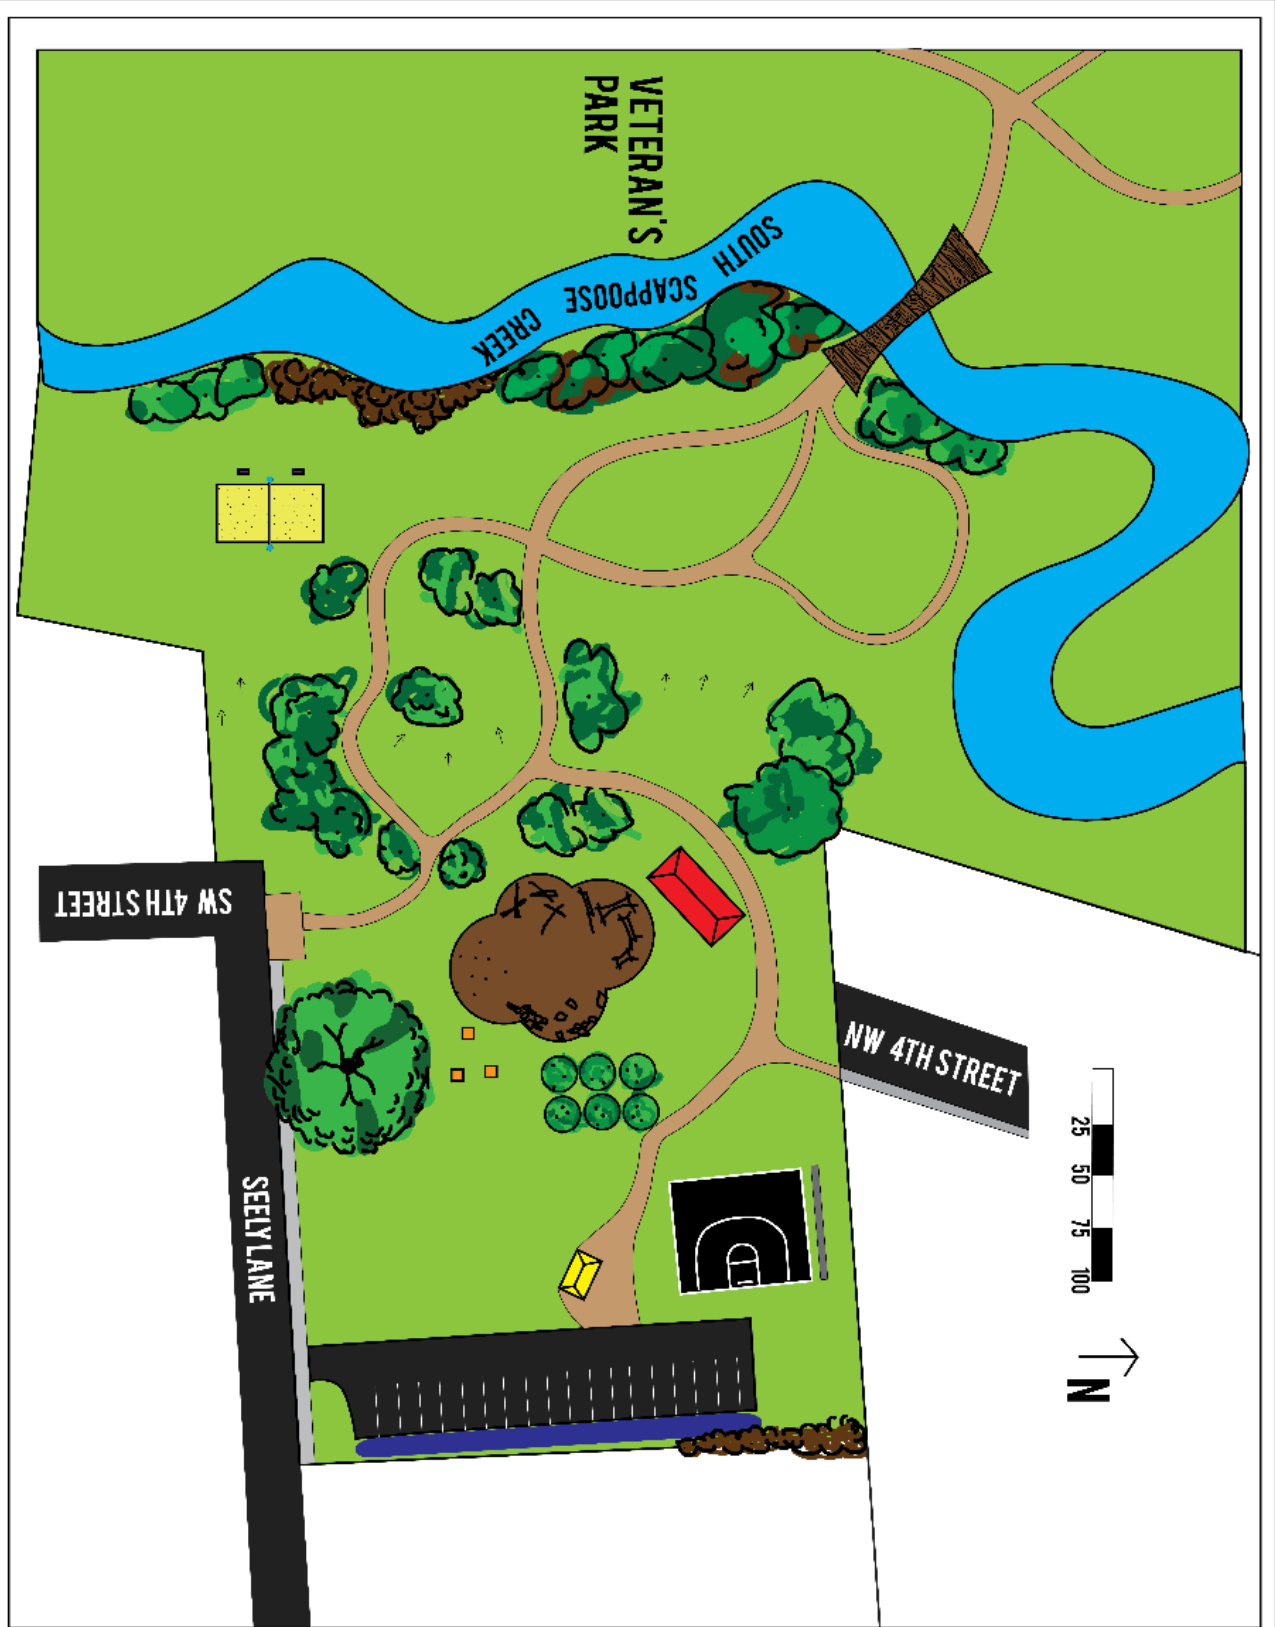 VETERAN'S
PARK
SOUTH SCAPPOOSE CREEK
SW 4TH STREET
NW 4TH STREET
SEELY LANE
25 50 75 100
N